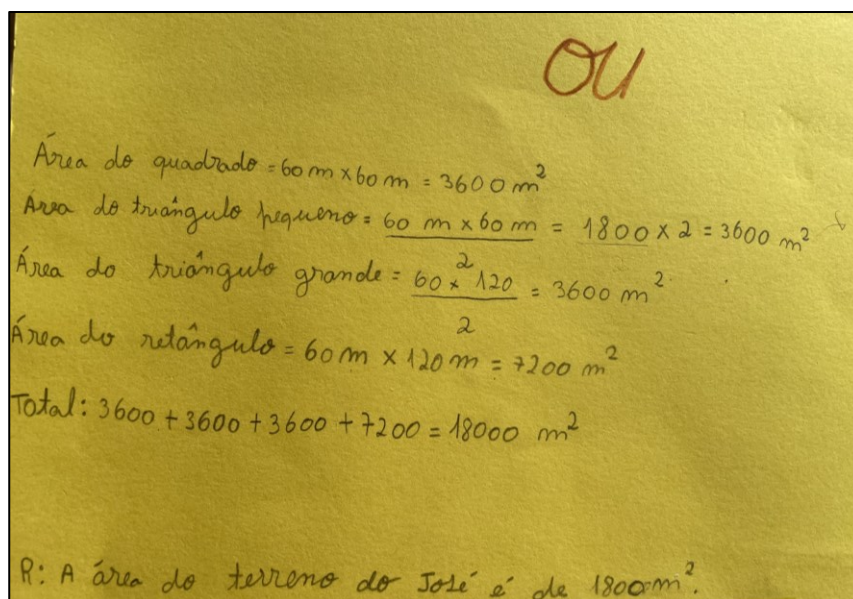 OU
Área do quadrado = 60 m x 60 m = 3600 m²
Área do triângulo pequeno = 60 m x 60 m = 1800 x 2 = 3600 m²
2
Área do triângulo grande = 60 x 120 = 3600 m²
2
Área do retângulo = 60 m x 120 m = 7200 m²
Total: 3600 + 3600 + 3600 + 7200 = 18000 m²
R: A área do terreno do José é de 1800 m².